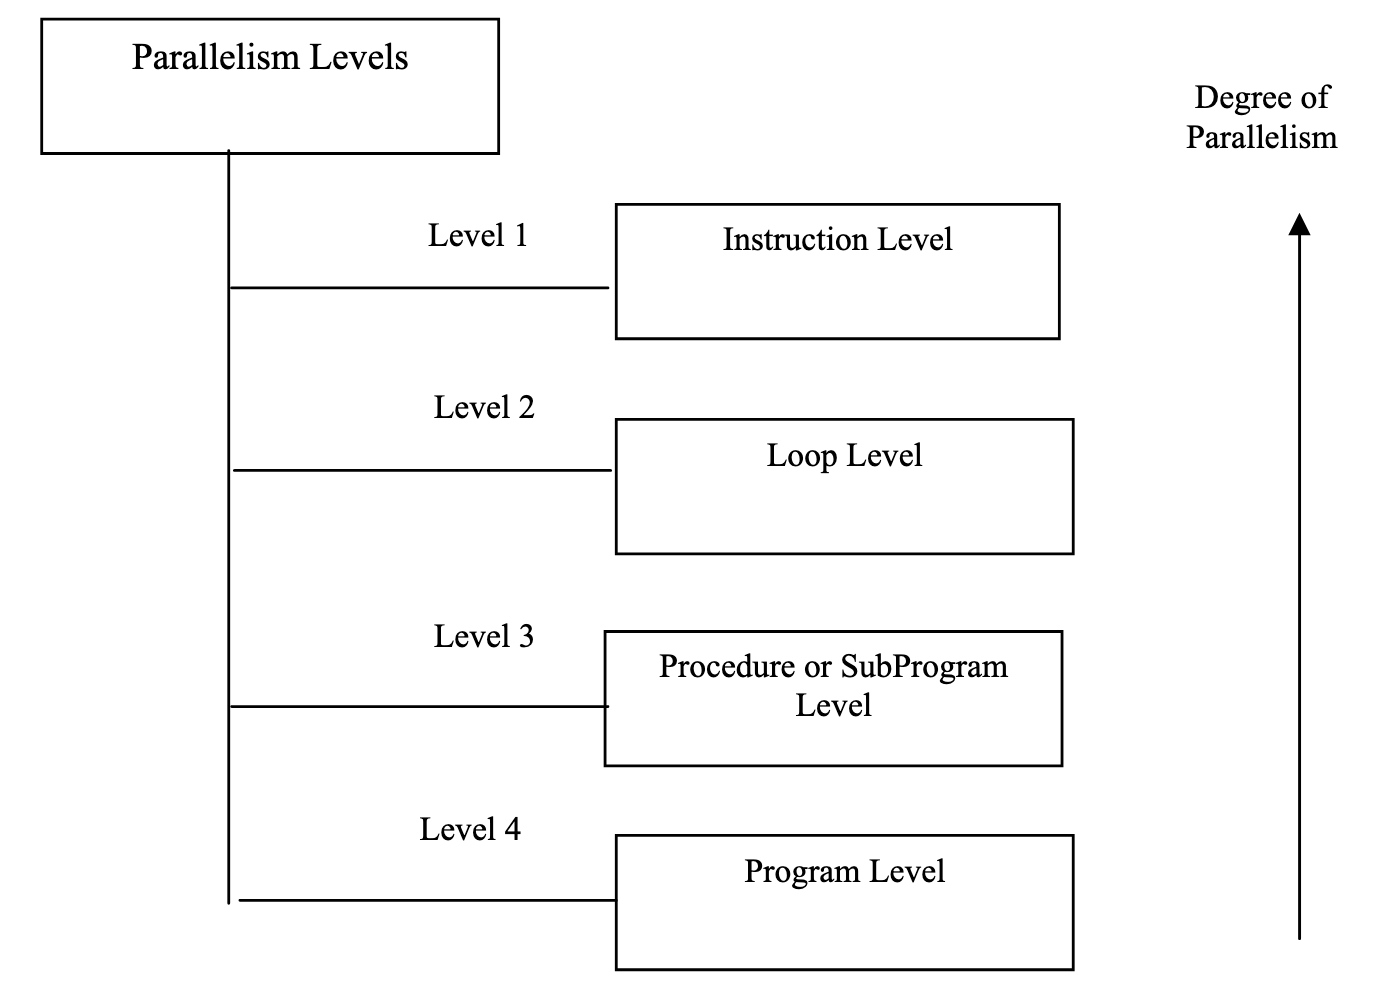 Parallelism Levels
Degree of
Parallelism
Level 1
Instruction Level
Level 2
Loop Level
Level 3
Procedure or SubProgram
Level
Level 4
Program Level